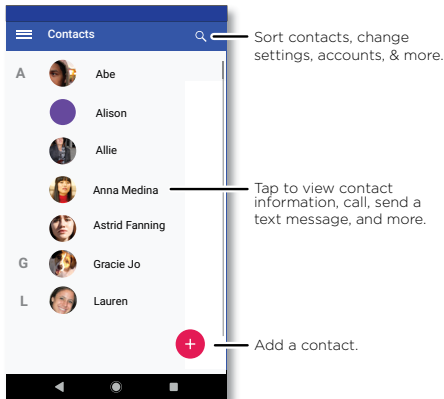 Contacts
Sort contacts, change
settings, accounts, & more.
A
Abe
Alison
Allie
Anna Medina
Tap to view contact
information, call, send a
text message, and more.
Astrid Fanning
G
Gracie Jo
L
Lauren
Add a contact.